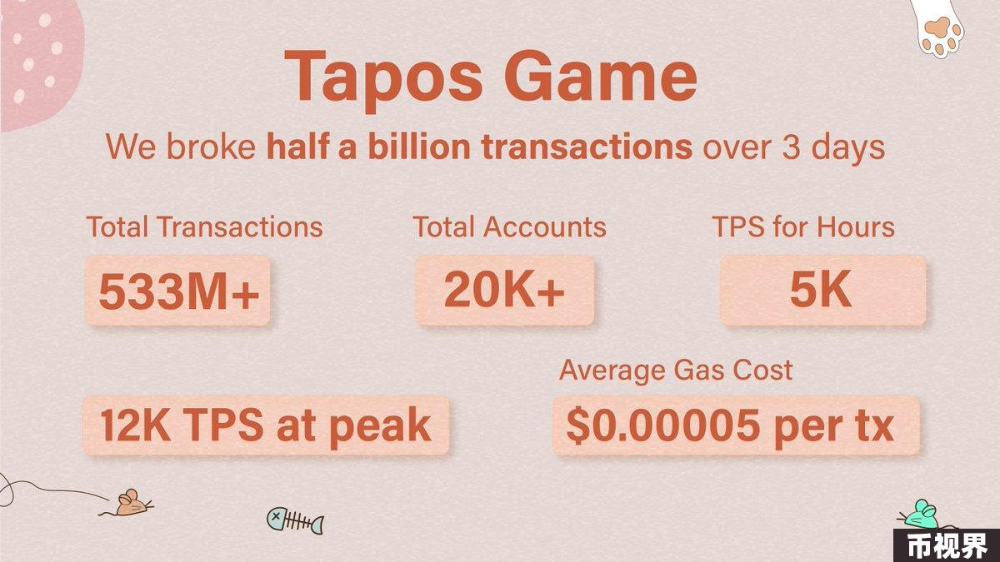 Tapos Game
We broke half a billion transactions over 3 days
Total Transactions
533M+
Total Accounts
20K+
TPS for Hours
5K
12K TPS at peak
Average Gas Cost
$0.00005 per tx
币视界